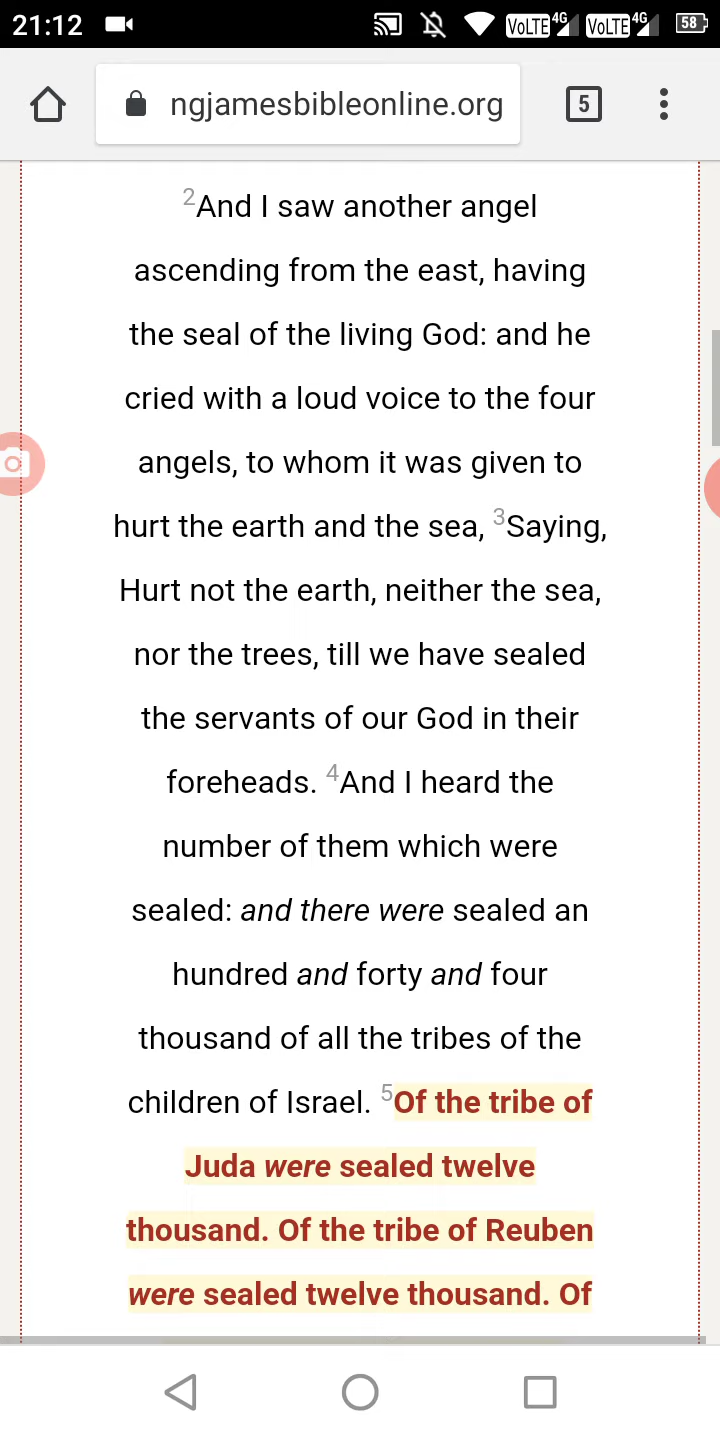 21:12 VoLTE 4G VoLTE 4G 58
ngjamesbibleonline.org 5
2And I saw another angel
ascending from the east, having
the seal of the living God: and he
cried with a loud voice to the four
angels, to whom it was given to
hurt the earth and the sea, 3Saying,
Hurt not the earth, neither the sea,
nor the trees, till we have sealed
the servants of our God in their
foreheads. 4And I heard the
number of them which were
sealed: and there were sealed an
hundred and forty and four
thousand of all the tribes of the
children of Israel. 5Of the tribe of
Juda were sealed twelve
thousand. Of the tribe of Reuben
were sealed twelve thousand. Of